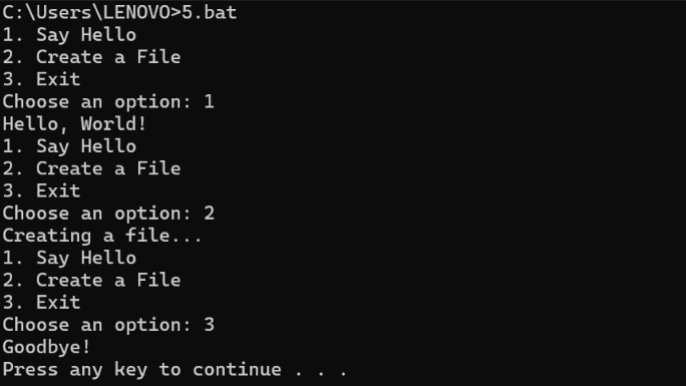 C:\Users\LENOVO>5.bat
1. Say Hello
2. Create a File
3. Exit
Choose an option: 1
Hello, World!
1. Say Hello
2. Create a File
3. Exit
Choose an option: 2
Creating a file...
1. Say Hello
2. Create a File
3. Exit
Choose an option: 3
Goodbye!
Press any key to continue . . .